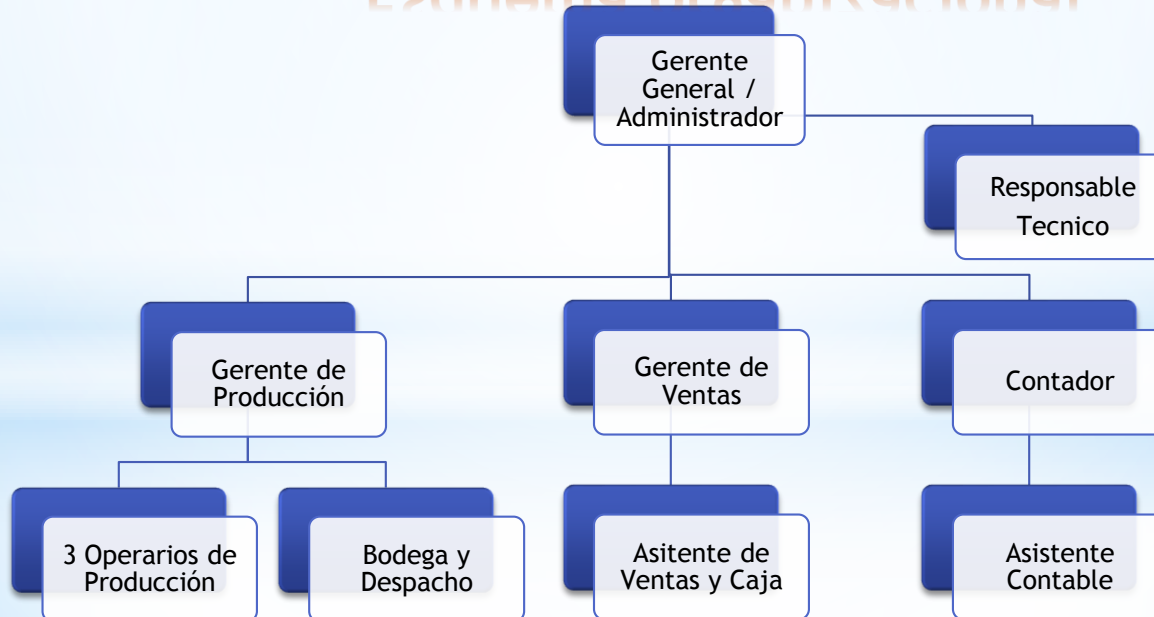 Gerente
General /
Administrador
Responsable
Tecnico
Gerente de
Producción
Gerente de
Ventas
Contador
3 Operarios de
Producción
Bodega y
Despacho
Asitente de
Ventas y Caja
Asistente
Contable